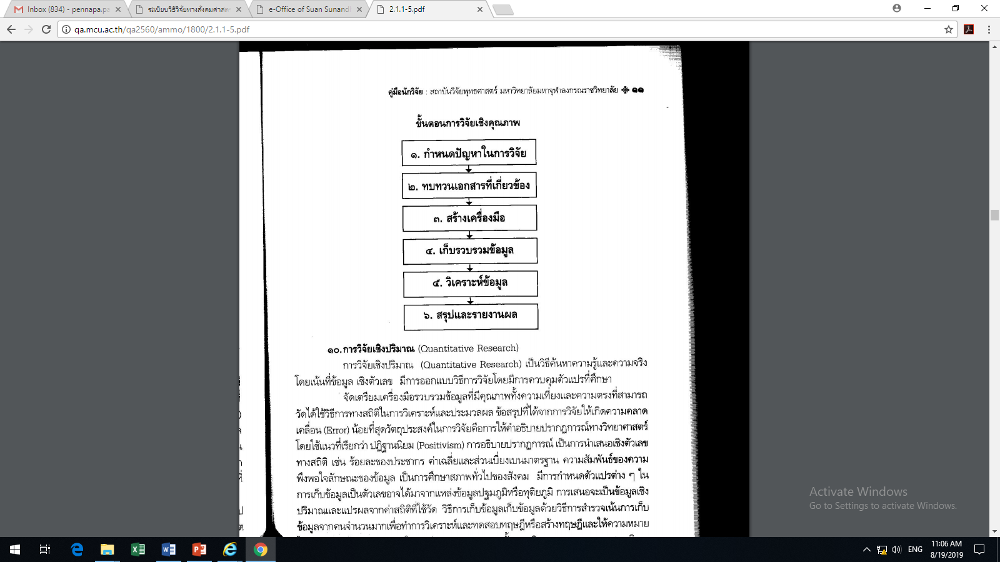 Inbox (834) - pennapa.pa
ระเบียบวิธีวิจัยทางสังคมศาสต
e-Office of Suan Sunand
2.1.1-5.pdf
qa.mcu.ac.th/qa2560/ammo/1800/2.1.1-5.pdf
คู่มือนักวิจัย : สถาบันวิจัยพุทธศาสตร์ มหาวิทยาลัยมหาจุฬาลงกรณราชวิทยาลัย ๑๑
ขั้นตอนการวิจัยเชิงคุณภาพ
๑. กำหนดปัญหาในการวิจัย
๒. ทบทวนเอกสารที่เกี่ยวข้อง
๓. สร้างเครื่องมือ
๔. เก็บรวบรวมข้อมูล
๕. วิเคราะห์ข้อมูล
๖. สรุปและรายงานผล
๑๐.การวิจัยเชิงปริมาณ (Quantitative Research)
การวิจัยเชิงปริมาณ (Quantitative Research) เป็นวิธีค้นหาความรู้และความจริง
โดยเน้นที่ข้อมูล เชิงตัวเลข มีการออกแบบวิธีการวิจัยโดยมีการควบคุมตัวแปรที่ศึกษา
จัดเตรียมเครื่องมือรวบรวมข้อมูลที่มีคุณภาพทั้งความเที่ยงและความตรงที่สามารถ
วัดได้ใช้วิธีการทางสถิติในการวิเคราะห์และประมวลผล ข้อสรุปที่ได้จากการวิจัยให้เกิดความคลาด
เคลื่อน (Error) น้อยที่สุดวัตถุประสงค์ในการวิจัยคือการให้คำอธิบายปรากฏการณ์ทางวิทยาศาสตร์
โดยใช้แนวที่เรียกว่า ปฏิฐานนิยม (Positivism) การอธิบายปรากฏการณ์ เป็นการนำเสนอเชิงตัวเลข
ทางสถิติ เช่น ร้อยละของประชากร ค่าเฉลี่ยและส่วนเบี่ยงเบนมาตรฐาน ความสัมพันธ์ของความ
พึงพอใจลักษณะของข้อมูล เป็นการศึกษาสภาพทั่วไปของสังคม มีการกำหนดตัวแปรต่าง ๆ ใน
การเก็บข้อมูลเป็นตัวเลขอาจได้มาจากแหล่งข้อมูลปฐมภูมิหรือทุติยภูมิ การเสนอจะเป็นข้อมูลเชิง
ปริมาณและแปรผลจากค่าสถิติที่ใช้วัด วิธีการเก็บข้อมูลเก็บข้อมูลด้วยวิธีการสำรวจเน้นการเก็บ
ข้อมูลจากคนจำนวนมากเพื่อทำการวิเคราะห์และทดสอบทฤษฎีหรือสร้างทฤษฎีและให้ความหมาย
Activate Windows
Go to Settings to activate Windows.
ENG
11:06 AM
8/19/2019